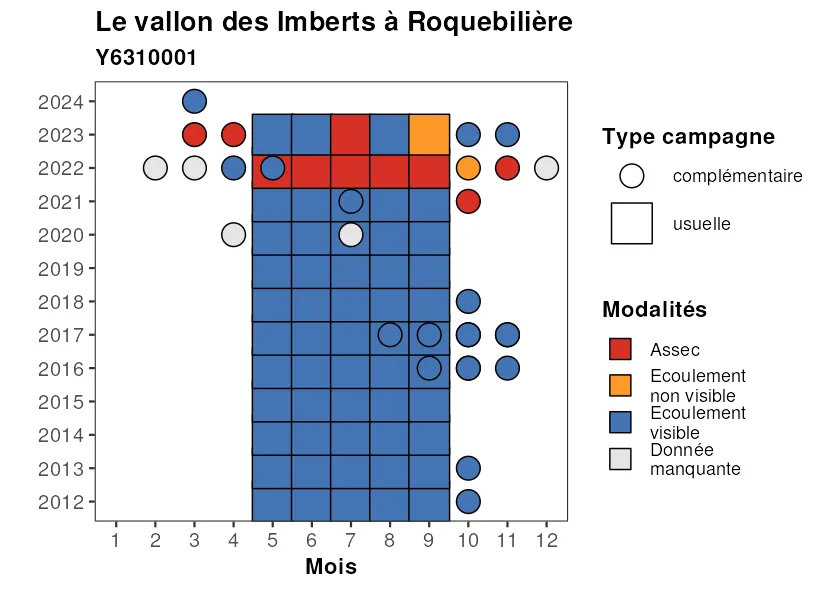 Le vallon des Imberts à Roquebilière
Y6310001
2024
2023
2022
2021
2020
2019
2018
2017
2016
2015
2014
2013
2012
1 2 3 4 5 6 7 8 9 10 11 12
Mois
Type campagne
complémentaire
usuelle
Modalités
Assec
Ecoulement
non visible
Ecoulement
visible
Donnée
manquante